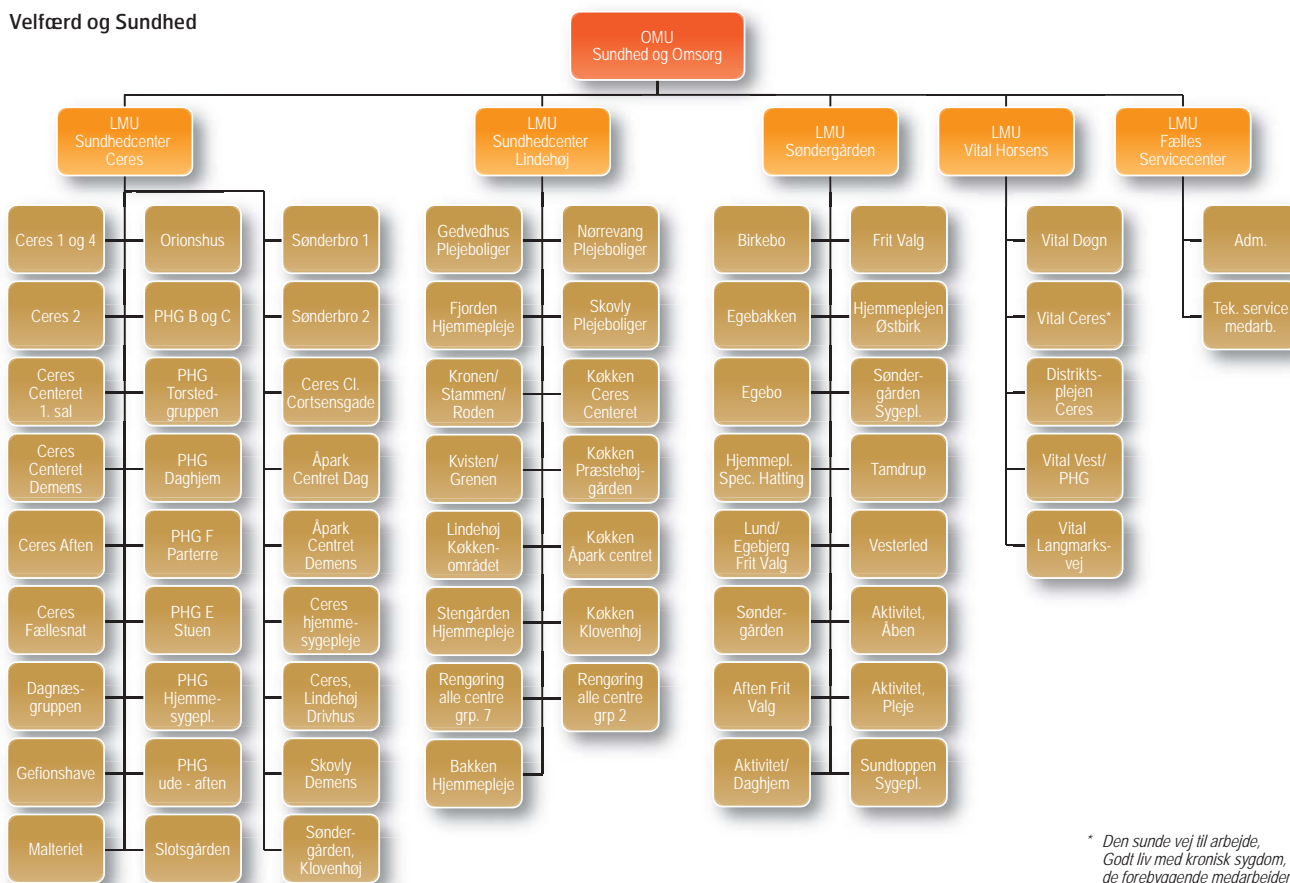 Velfærd og Sundhed
OMU
Sundhed og Omsorg
LMU
Sundhedcenter
Ceres
LMU
Sundhedcenter
Lindehøj
LMU
Søndergården
LMU
Vital Horsens
LMU
Fælles
Servicecenter
Ceres 1 og 4
Ceres 2
Ceres
Centeret
1. sal
Ceres
Centeret
Demens
Ceres Aften
Ceres
Fællesnat
Dagnæs-
gruppen
Gefionshave
Malteriet
Orionshus
PHG B og C
PHG
Torsted-
gruppen
PHG
Daghjem
PHG F
Parterre
PHG E
Stuen
PHG
Hjemme-
sygepl.
PHG
ude - aften
Slotsgården
Sønderbro 1
Sønderbro 2
Ceres Cl.
Cortsensgade
Åpark
Centret Dag
Åpark
Centret
Demens
Ceres
hjemme-
sygepleje
Ceres,
Lindehøj
Drivhus
Skovly
Demens
Sønder-
gården,
Klovenhøj
Gedvedhus
Plejeboliger
Fjorden
Hjemmepleje
Kronen/
Stammen/
Roden
Kvisten/
Grenen
Lindehøj
Køkken-
området
Stengården
Hjemmepleje
Rengøring
alle centre
grp. 7
Bakken
Hjemmepleje
Nørrevang
Plejeboliger
Skovly
Plejeboliger
Køkken
Ceres
Centeret
Køkken
Præstehøj-
gården
Køkken
Åpark centret
Køkken
Klovenhøj
Rengøring
alle centre
grp 2
Birkebo
Egebakken
Egebo
Hjemmepl.
Spec. Hatting
Lund/
Egebjerg
Frit Valg
Sønder-
gården
Aften Frit
Valg
Aktivitet/
Daghjem
Frit Valg
Hjemmeplejen
Østbirk
Sønder-
gården
Sygepl.
Tamdrup
Vesterled
Aktivitet,
Åben
Aktivitet,
Pleje
Sundtoppen
Sygepl.
Vital Døgn
Vital Ceres*
Distrikts-
plejen
Ceres
Vital Vest/
PHG
Vital
Langmarks-
vej
Adm.
Tek. service
medarb.
* Den sunde vej til arbejde,
Godt liv med kronisk sygdom,
de forebyggende medarbejder